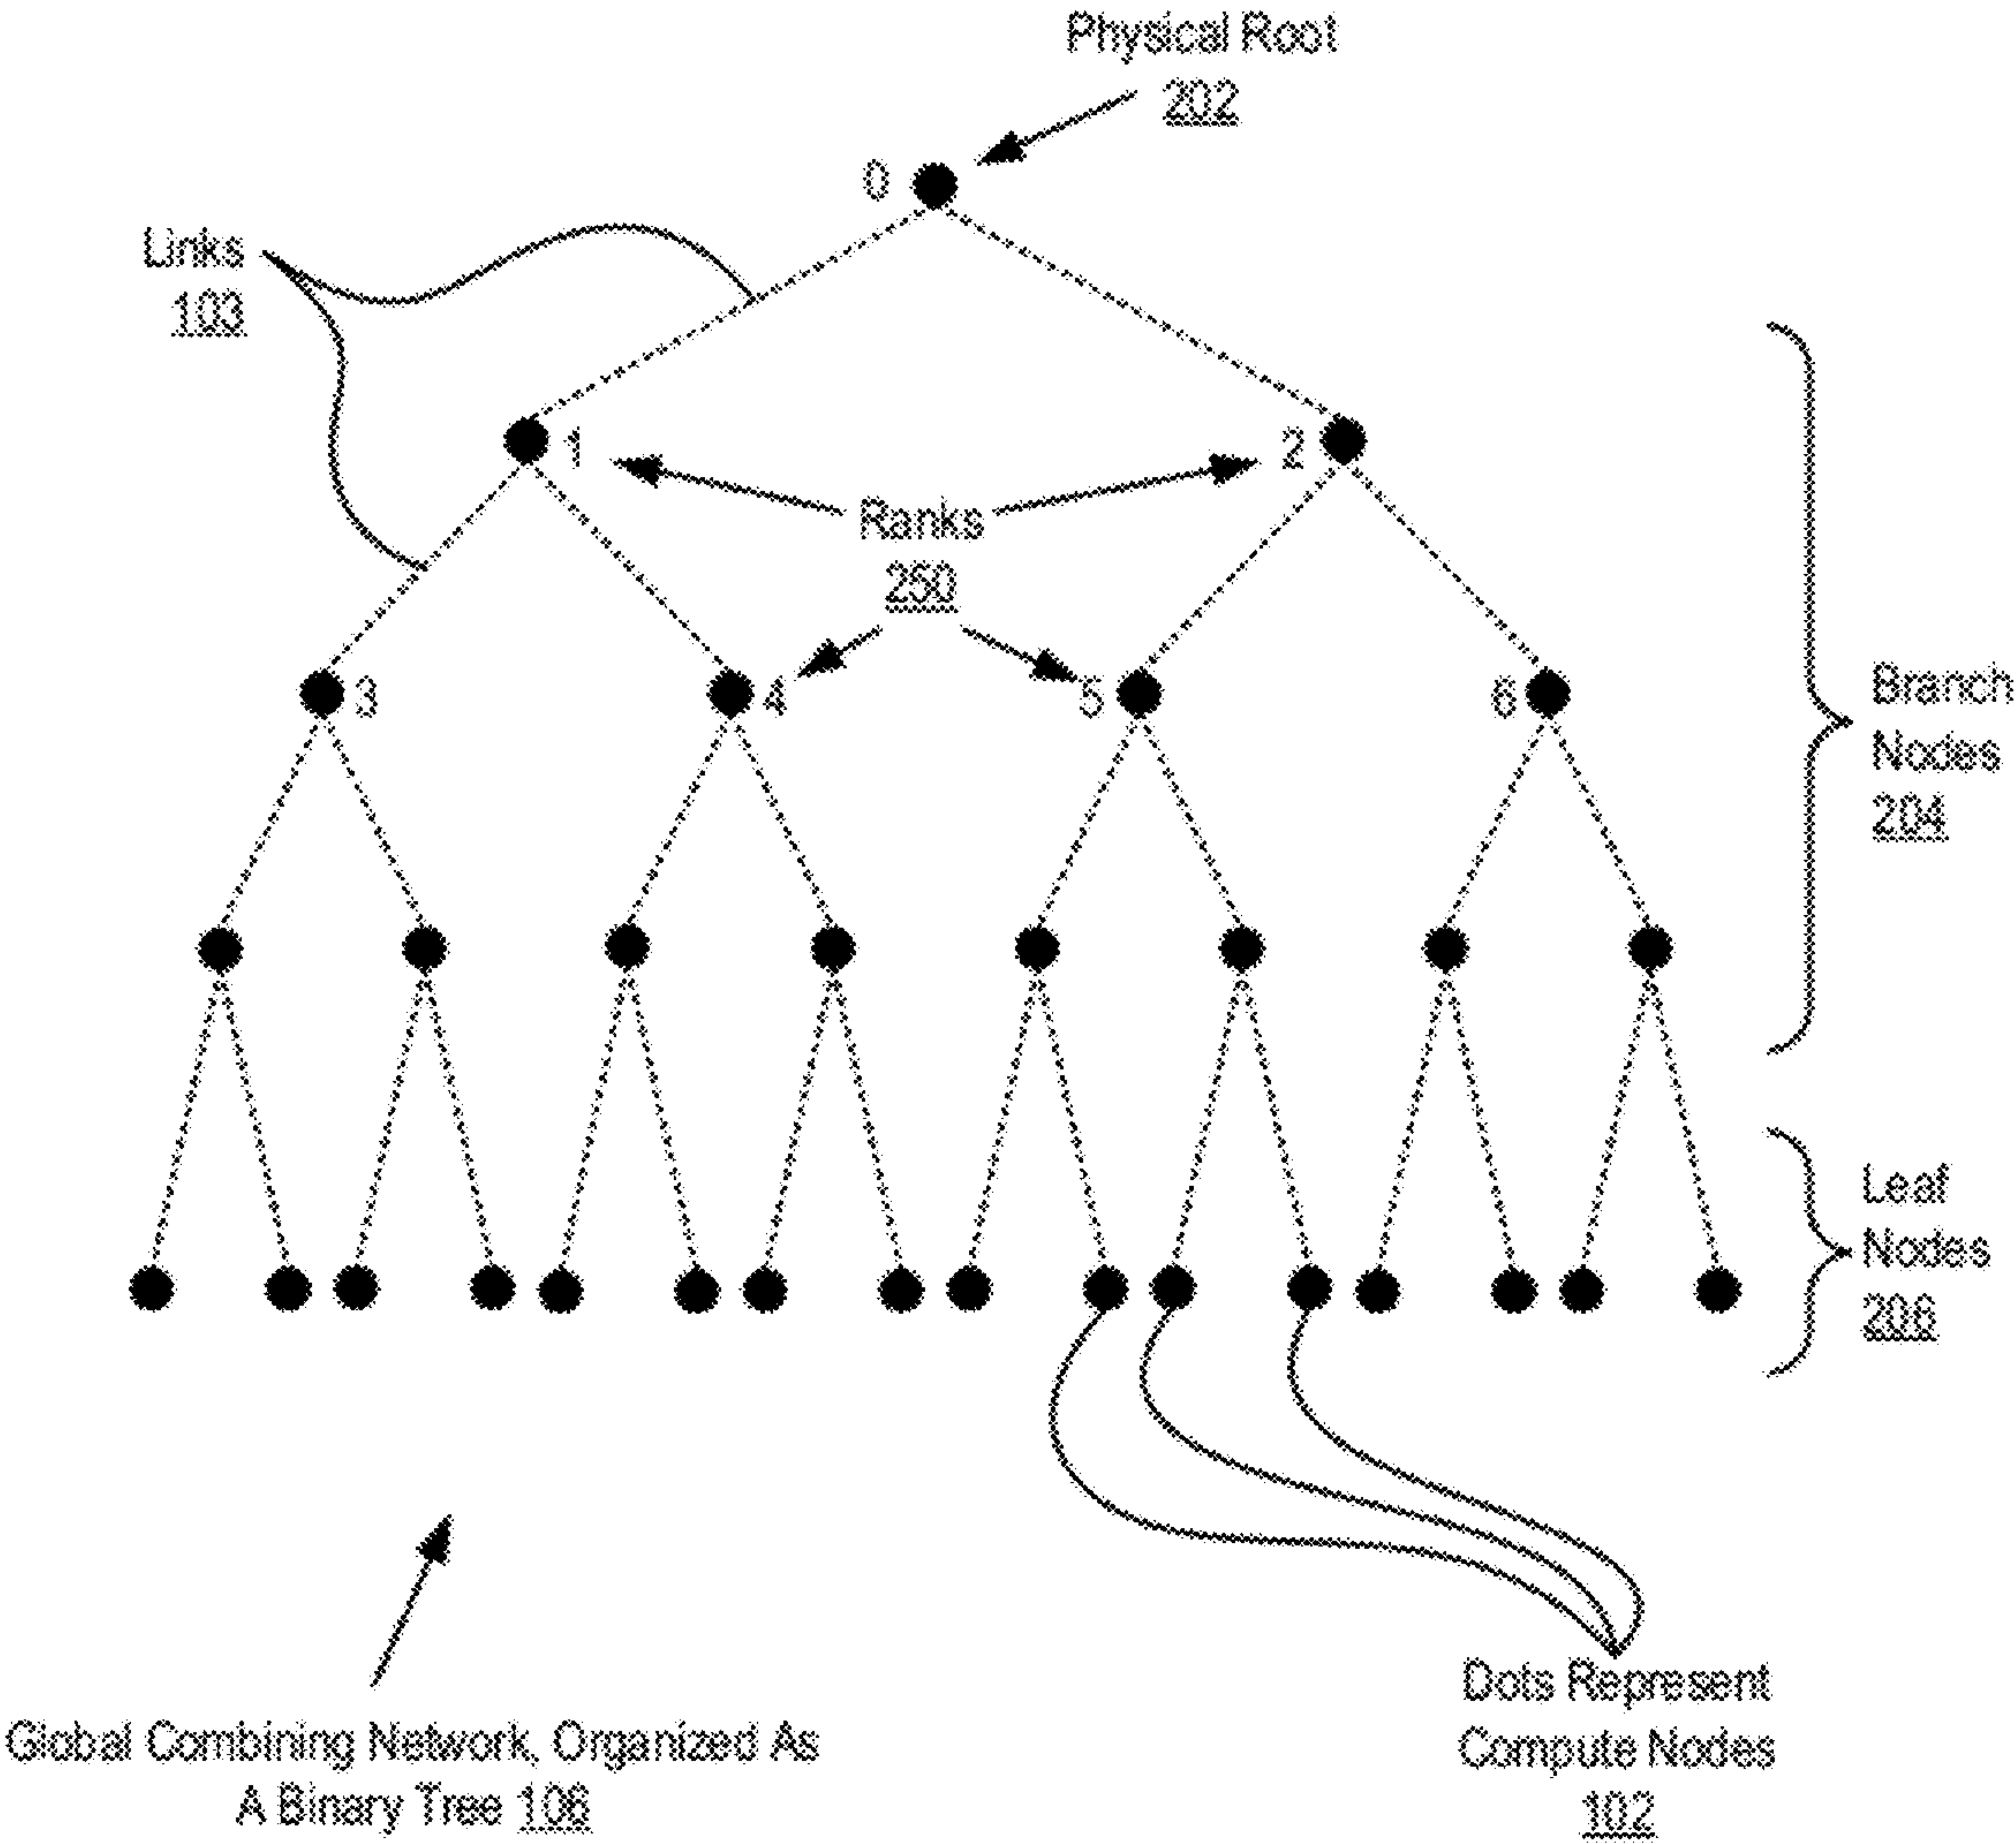 Physical Root
202
0
Links
103
1
2
Ranks
250
3
4
5
6
Branch
Nodes
204
Leaf
Nodes
206
Dots Represent
Compute Nodes
102
Global Combining Network, Organized As
A Binary Tree 106